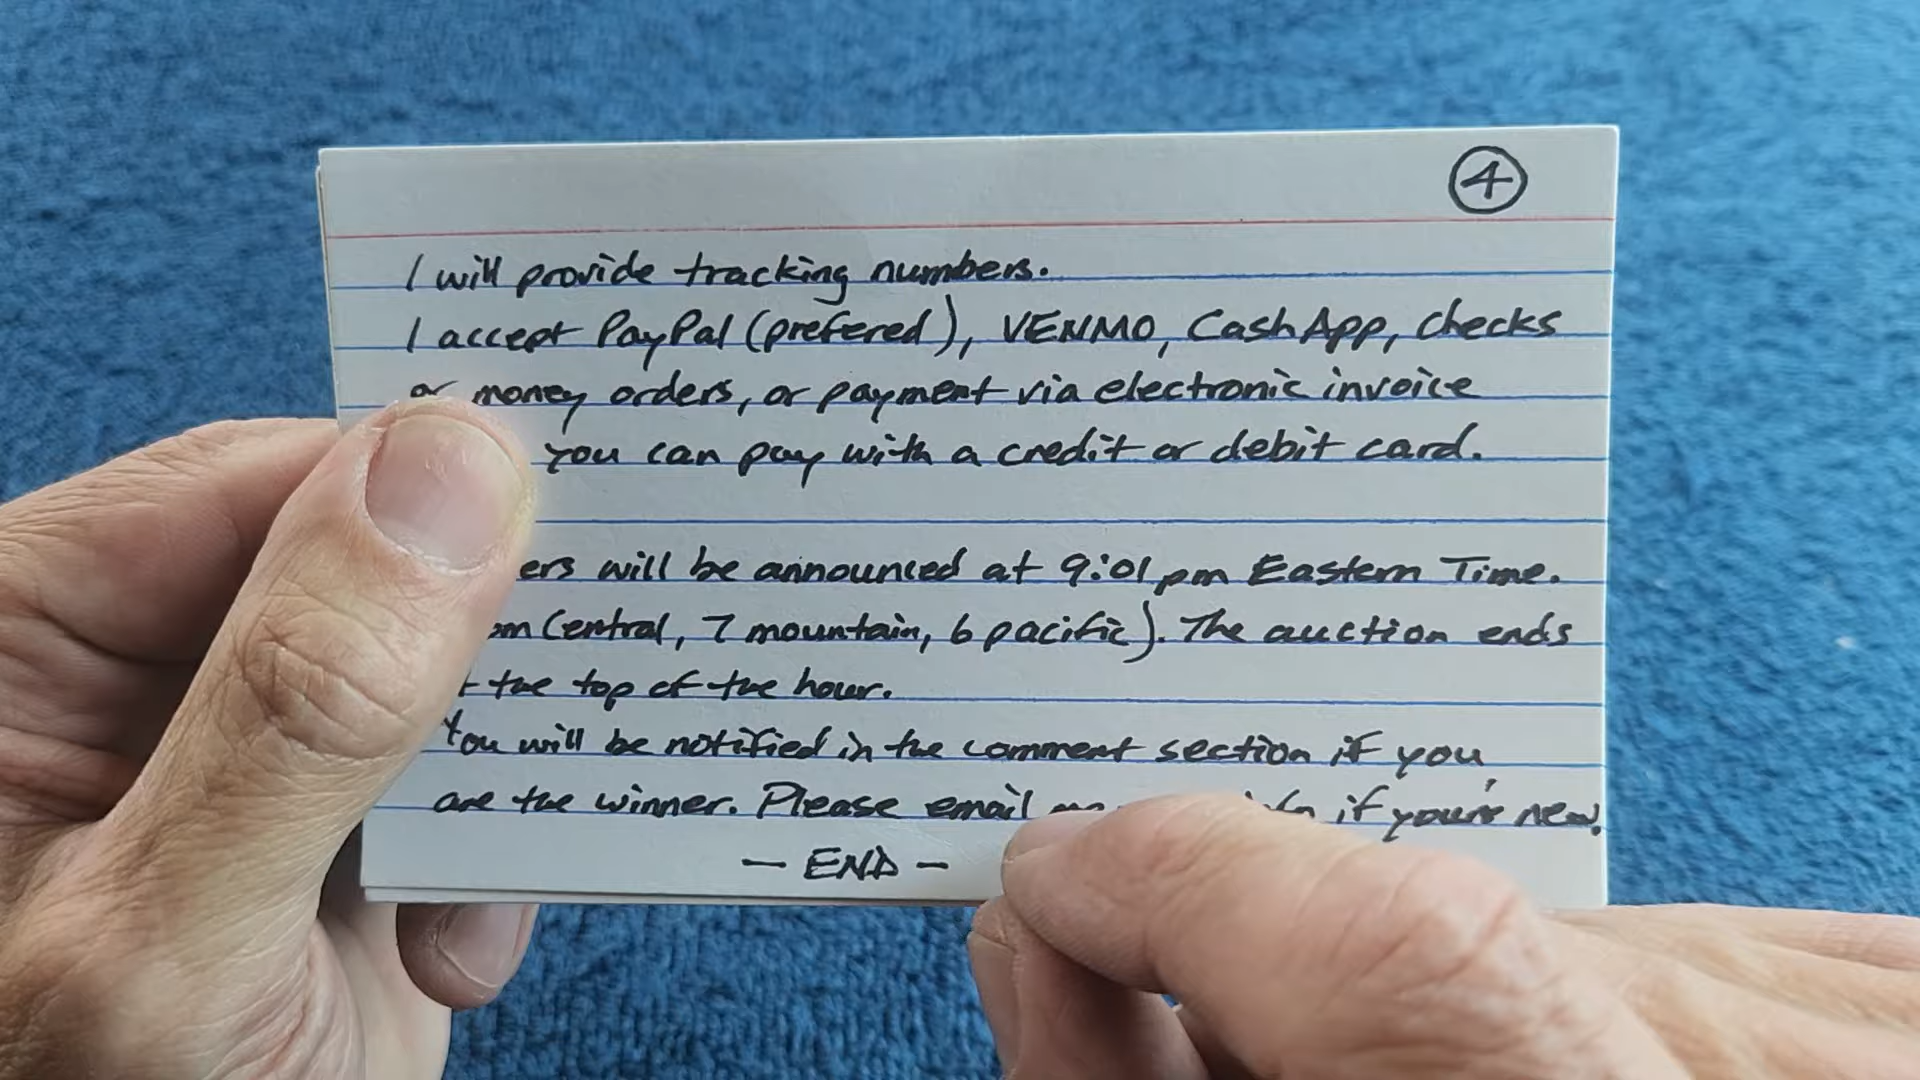 4
I will provide tracking numbers.
I accept PayPal (prefered), VENMO, CashApp, checks
or money orders, or payment via electronic invoice
you can pay with a credit or debit card.
ers will be announced at 9:01 pm Eastern Time.
pm Central, 7 mountain, 6 pacific). The auction ends
the top of the hour.
You will be notified in the comment section if you
are the winner. Please email if you're new.
- END -